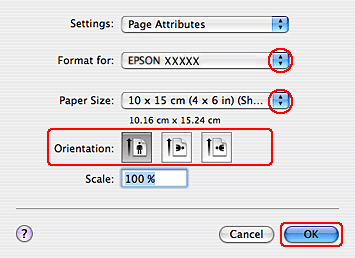 Settings: Page Attributes
Format for: EPSON XXXXX
Paper Size: 10 x 15 cm (4 x 6 in) (Sh...
10.16 cm x 15.24 cm
Orientation:
Scale: 100 %
? Cancel OK